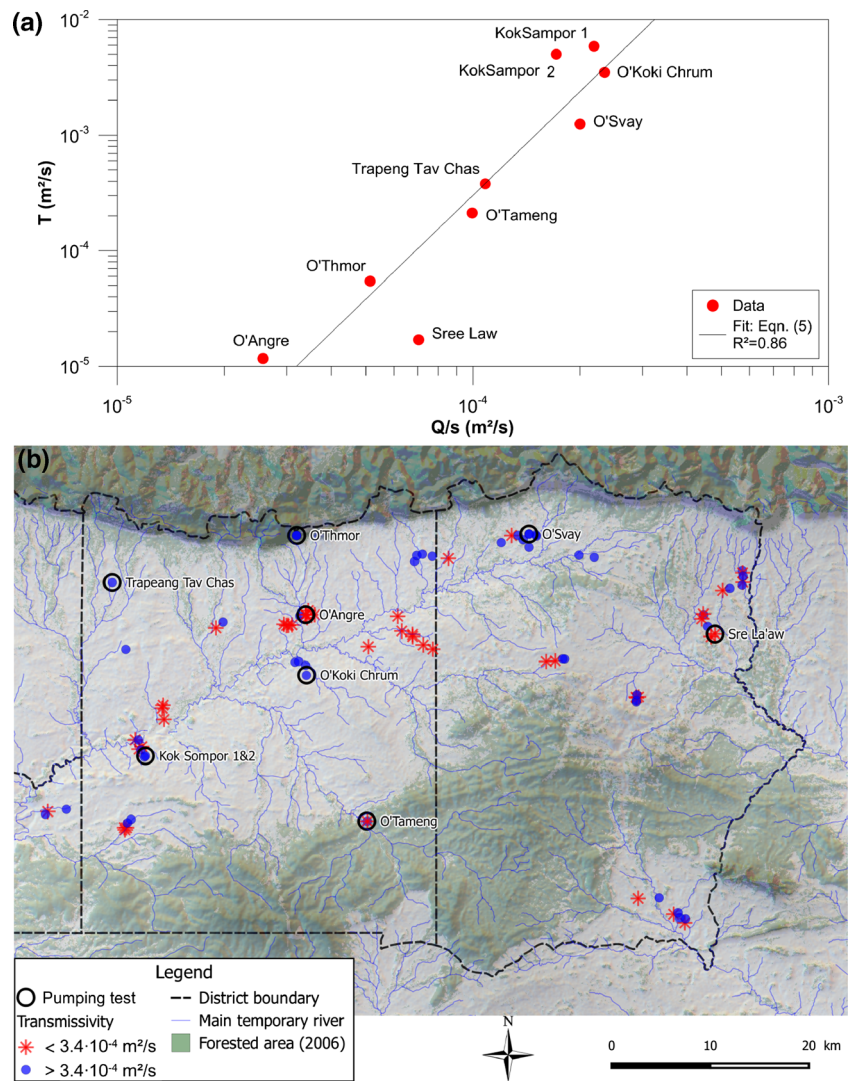 (a)
10⁻²
10⁻³
10⁻⁴
10⁻⁵
T (m²/s)
KokSampor 1
KokSampor 2
O'Koki Chrum
O'Svay
Trapeng Tav Chas
O'Tameng
O'Thmor
O'Angre
Sree Law
Data
Fit: Eqn. (5)
R²=0.86
10⁻⁵
10⁻⁴
10⁻³
Q/s (m²/s)
(b)
O'Thmor
O'Svay
Trapeang Tav Chas
O'Angre
Sre La'aw
O'Koki Chrum
Kok Sompor 1&2
O'Tameng
Legend
Pumping test
District boundary
Transmissivity
Main temporary river
< 3.4·10⁻⁴ m²/s
Forested area (2006)
> 3.4·10⁻⁴ m²/s
N
0 10 20 km